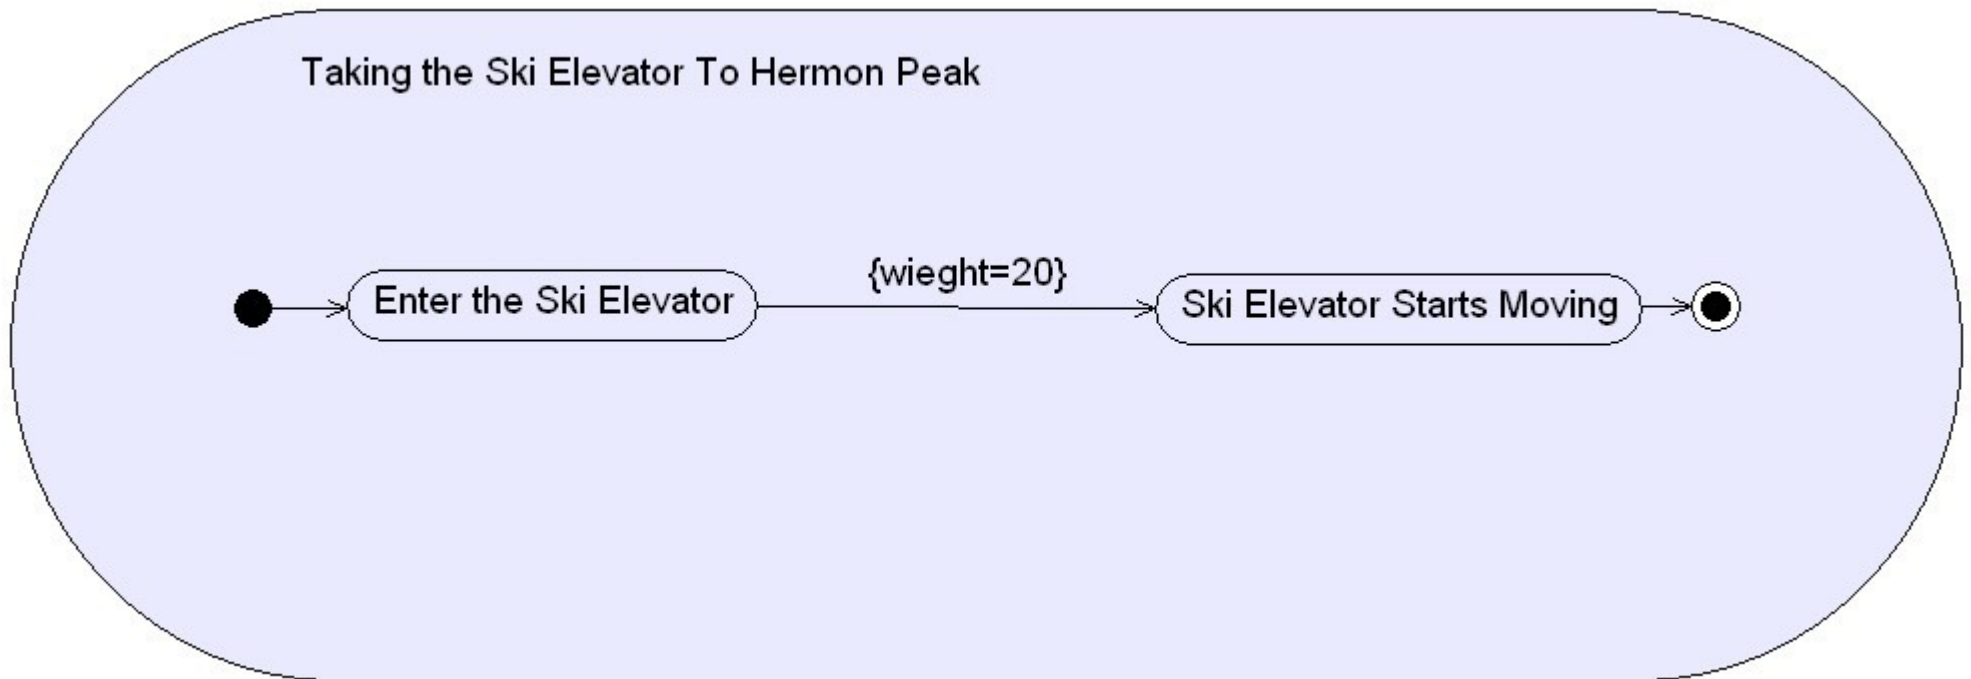 Taking the Ski Elevator To Hermon Peak
{wieght=20}
Enter the Ski Elevator
Ski Elevator Starts Moving